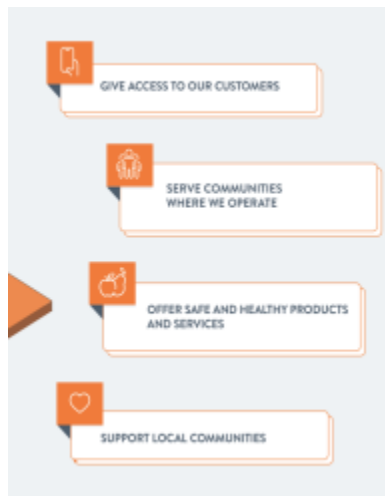 GIVE ACCESS TO OUR CUSTOMERS
SERVE COMMUNITIES
WHERE WE OPERATE
OFFER SAFE AND HEALTHY PRODUCTS
AND SERVICES
SUPPORT LOCAL COMMUNITIES